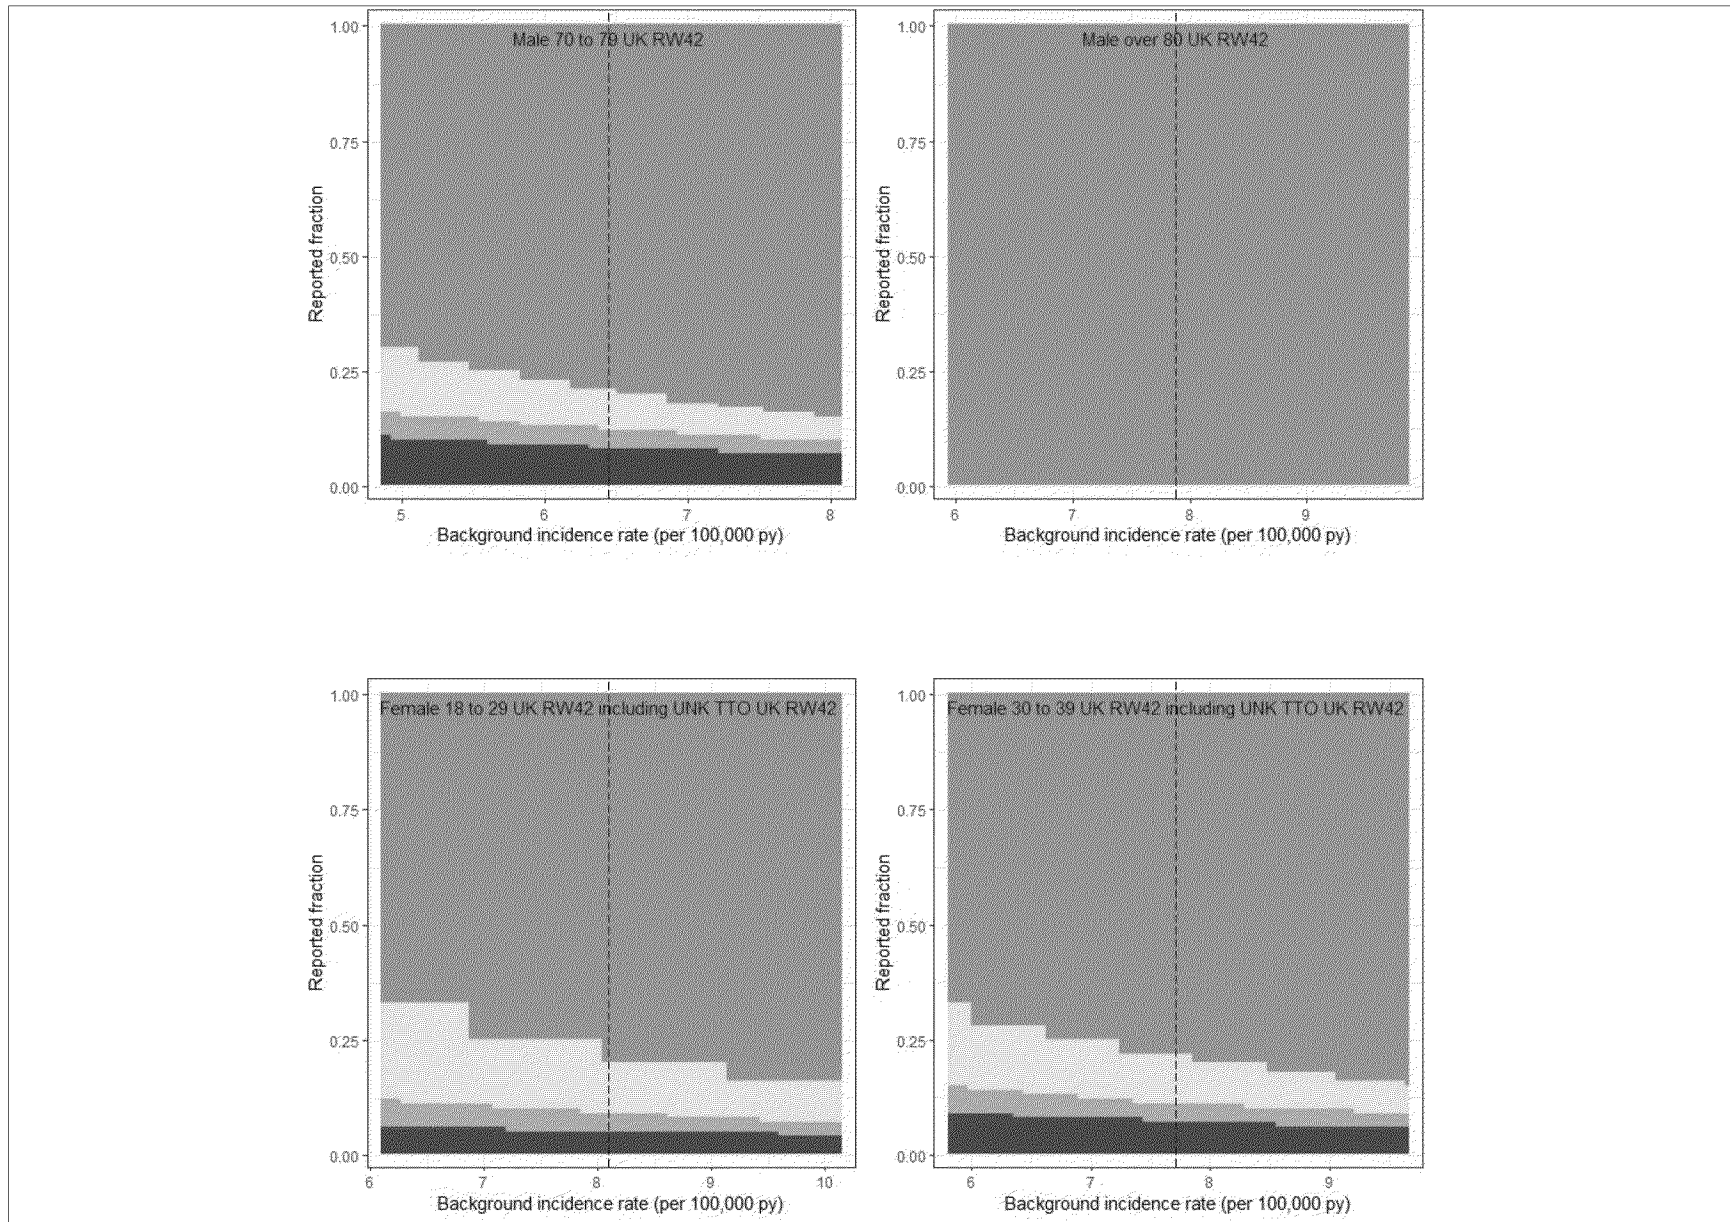 Male 70 to 79 UK RW42
1.00
0.75
0.50
0.25
0.00
Reported fraction
5 6 7 8
Background incidence rate (per 100,000 py)
Male over 80 UK RW42
1.00
0.75
0.50
0.25
0.00
Reported fraction
6 7 8 9
Background incidence rate (per 100,000 py)
Female 18 to 29 UK RW42 including UNK TTO UK RW42
1.00
0.75
0.50
0.25
0.00
Reported fraction
6 7 8 9 10
Background incidence rate (per 100,000 py)
Female 30 to 39 UK RW42 including UNK TTO UK RW42
1.00
0.75
0.50
0.25
0.00
Reported fraction
6 7 8 9
Background incidence rate (per 100,000 py)